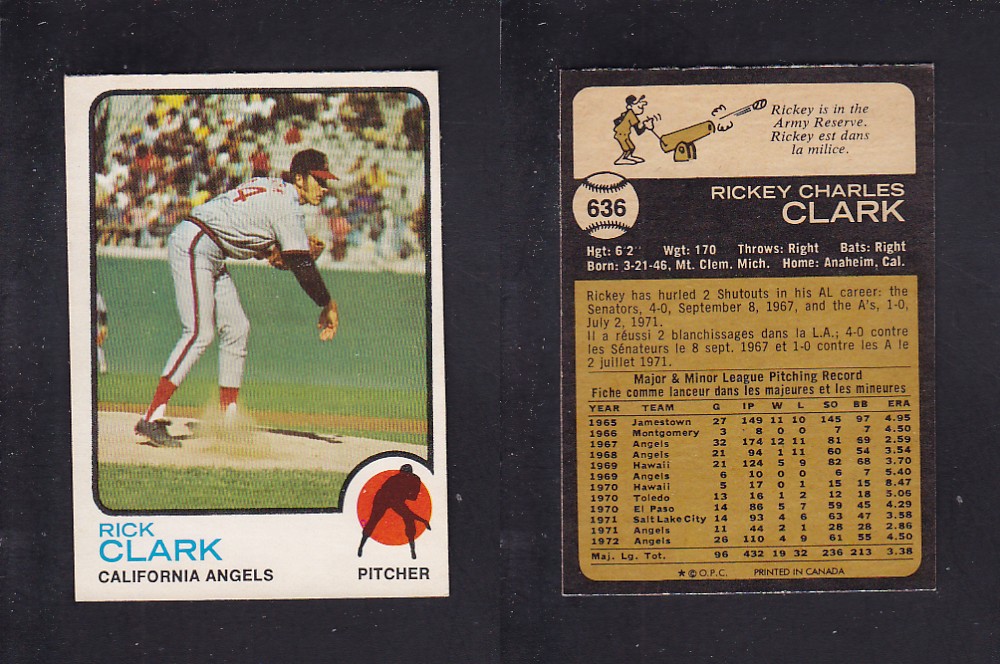 4
RICK
CLARK
CALIFORNIA ANGELS
PITCHER
Rickey is in the
Army Reserve.
Rickey est dans
la milice.
636
RICKEY CHARLES
CLARK
Hgt: 6'2" Wgt: 170 Throws: Right Bats: Right
Born: 3-21-46, Mt. Clem. Mich. Home: Anaheim, Cal.
Rickey has hurled 2 Shutouts in his AL career: the
Senators, 4-0, September 8, 1967, and the A's, 1-0,
July 2, 1971.
Il a réussi 2 blanchissages dans la L.A.; 4-0 contre
les Sénateurs le 8 sept. 1967 et 1-0 contre les A le
2 juillet 1971.
Major & Minor League Pitching Record
Fiche comme lanceur dans les majeures et les mineures
YEAR TEAM G IP W L SO BB ERA
1965 Jamestown 27 149 11 10 145 97 4.95
1966 Montgomery 3 8 0 0 7 7 4.50
1967 Angels 32 174 12 11 81 69 2.59
1968 Angels 21 94 1 11 60 54 3.54
1969 Hawaii 21 124 5 9 82 68 3.70
1969 Angels 6 10 0 0 6 7 5.40
1970 Hawaii 5 17 0 1 15 15 8.47
1970 Toledo 13 16 1 2 12 18 5.06
1970 El Paso 14 86 5 7 59 45 4.29
1971 Salt Lake City 14 93 4 6 63 47 3.58
1971 Angels 11 44 2 1 28 28 2.86
1972 Angels 26 110 4 9 61 55 4.50
Maj. Lg. Tot. 96 432 19 32 236 213 3.38
★ © O.P.C. PRINTED IN CANADA